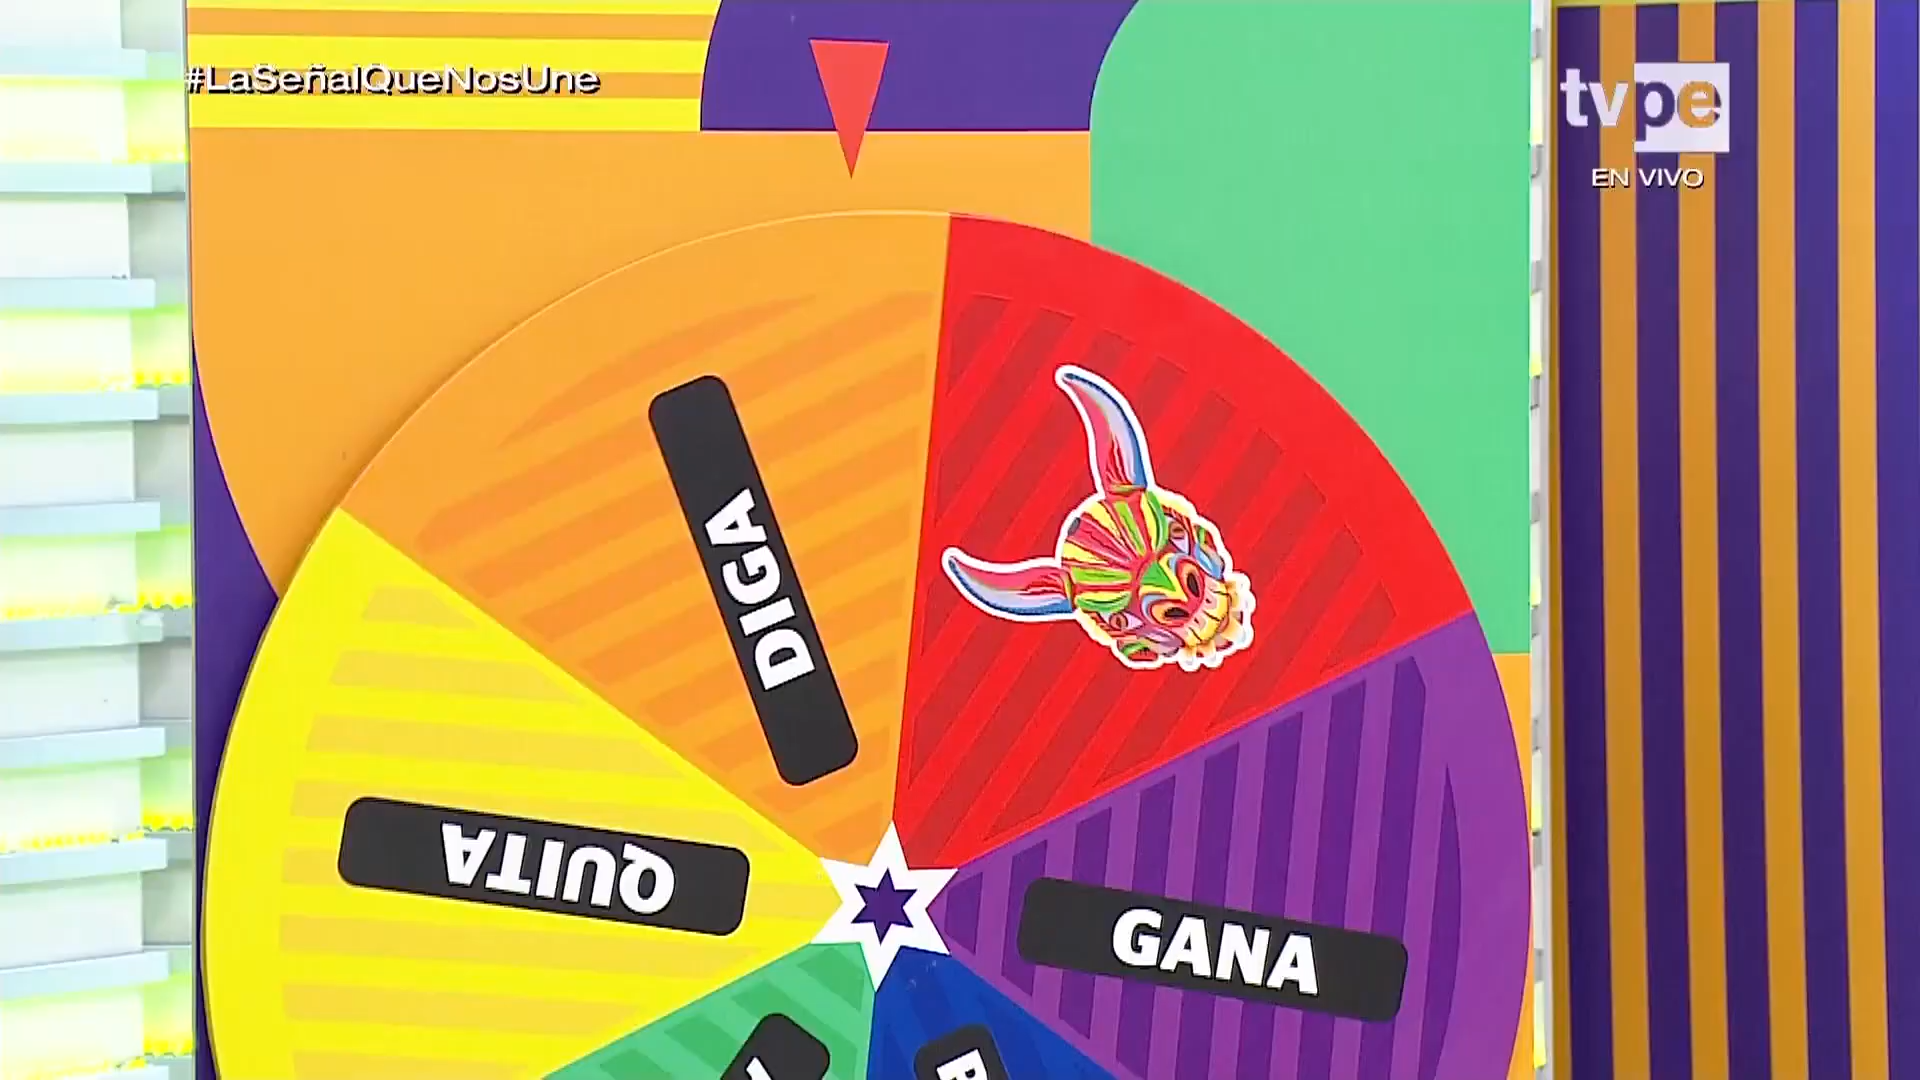 #LaSeñalQueNosUne
tvpe
EN VIVO
DIGA
QUITA
GANA